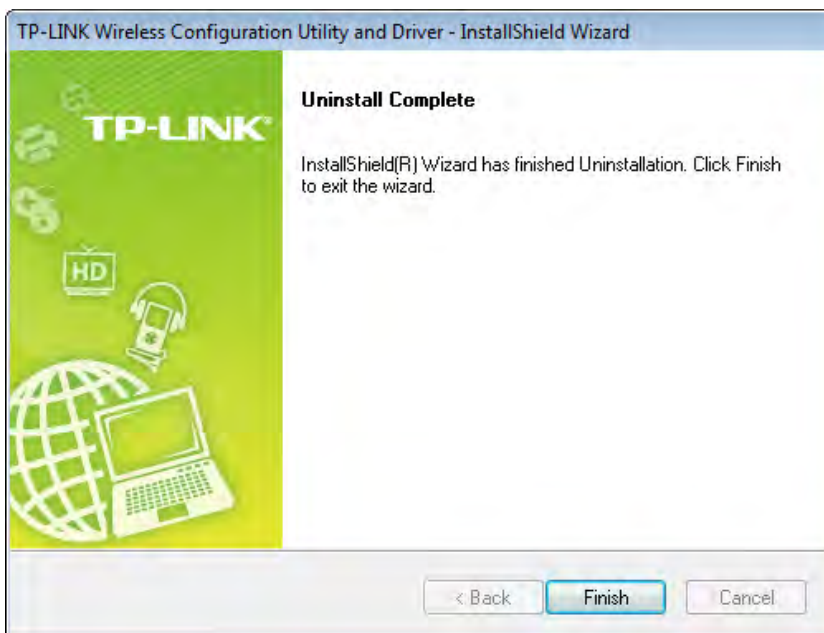 TP-LINK Wireless Configuration Utility and Driver - InstallShield Wizard
TP-LINK®
Uninstall Complete
InstallShield(R) Wizard has finished Uninstallation. Click Finish
to exit the wizard.
HD
< Back
Finish
Cancel